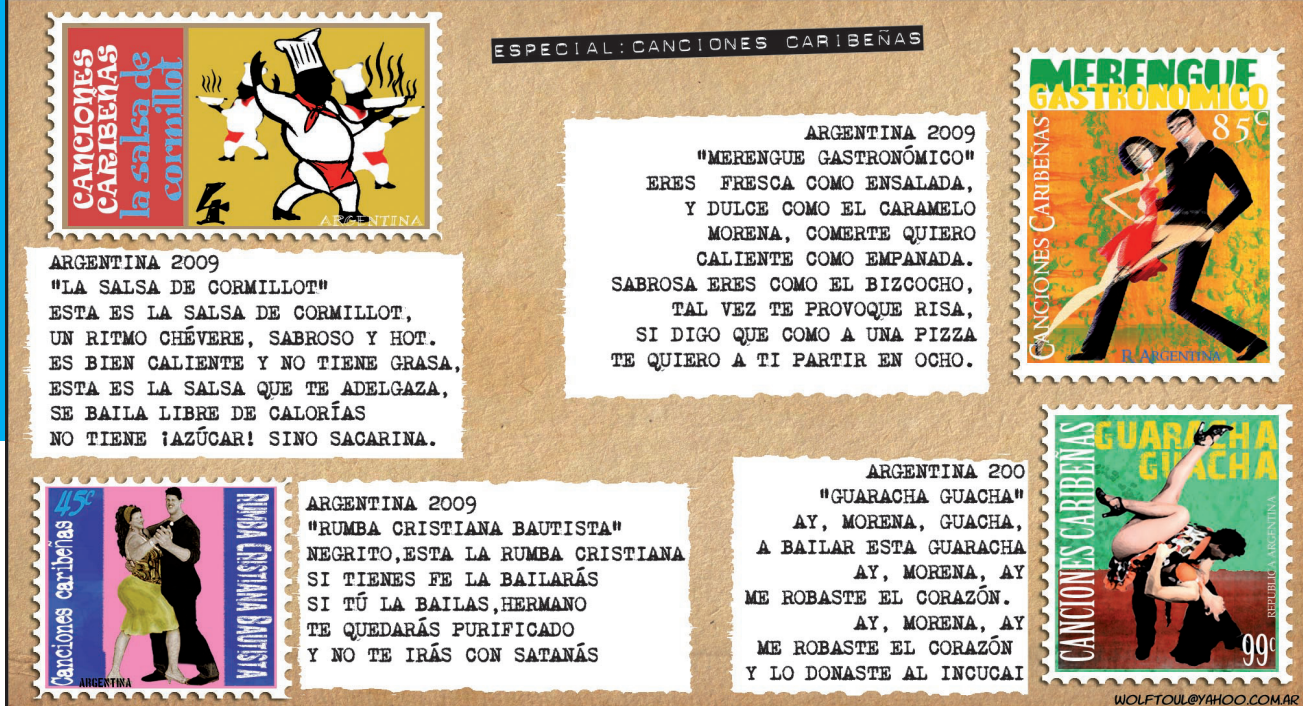 ESPECIAL:CANCIONES CARIBEÑAS
CANCIONES
CARIBEÑAS
la salsa de
cormillot
4
ARGENTINA
ARGENTINA 2009
"LA SALSA DE CORMILLOT"
ESTA ES LA SALSA DE CORMILLOT,
UN RITMO CHÉVERE, SABROSO Y HOT.
ES BIEN CALIENTE Y NO TIENE GRASA,
ESTA ES LA SALSA QUE TE ADELGAZA,
SE BAILA LIBRE DE CALORÍAS
NO TIENE ¡AZÚCAR! SINO SACARINA.
ARGENTINA 2009
"MERENGUE GASTRONÓMICO"
ERES FRESCA COMO ENSALADA,
Y DULCE COMO EL CARAMELO
MORENA, COMERTE QUIERO
CALIENTE COMO EMPANADA.
SABROSA ERES COMO EL BIZCOCHO,
TAL VEZ TE PROVOQUE RISA,
SI DIGO QUE COMO A UNA PIZZA
TE QUIERO A TI PARTIR EN OCHO.
MERENGUE
GASTRONOMICO
85c
CANCIONES CARIBEÑAS
R. ARGENTINA
45c
Canciones caribeñas
RUMBA CRISTIANA BAUTISTA
ARGENTINA
ARGENTINA 2009
"RUMBA CRISTIANA BAUTISTA"
NEGRITO,ESTA LA RUMBA CRISTIANA
SI TIENES FE LA BAILARÁS
SI TÚ LA BAILAS,HERMANO
TE QUEDARÁS PURIFICADO
Y NO TE IRÁS CON SATANÁS
ARGENTINA 200
"GUARACHA GUACHA"
AY, MORENA, GUACHA,
A BAILAR ESTA GUARACHA
AY, MORENA, AY
ME ROBASTE EL CORAZÓN.
AY, MORENA, AY
ME ROBASTE EL CORAZÓN
Y LO DONASTE AL INCUCAI
GUARACHA
GUACHA
CANCIONES CARIBEÑAS
REPUBLICA ARGENTINA
99c
WOLFTOUL@YAHOO.COM.AR